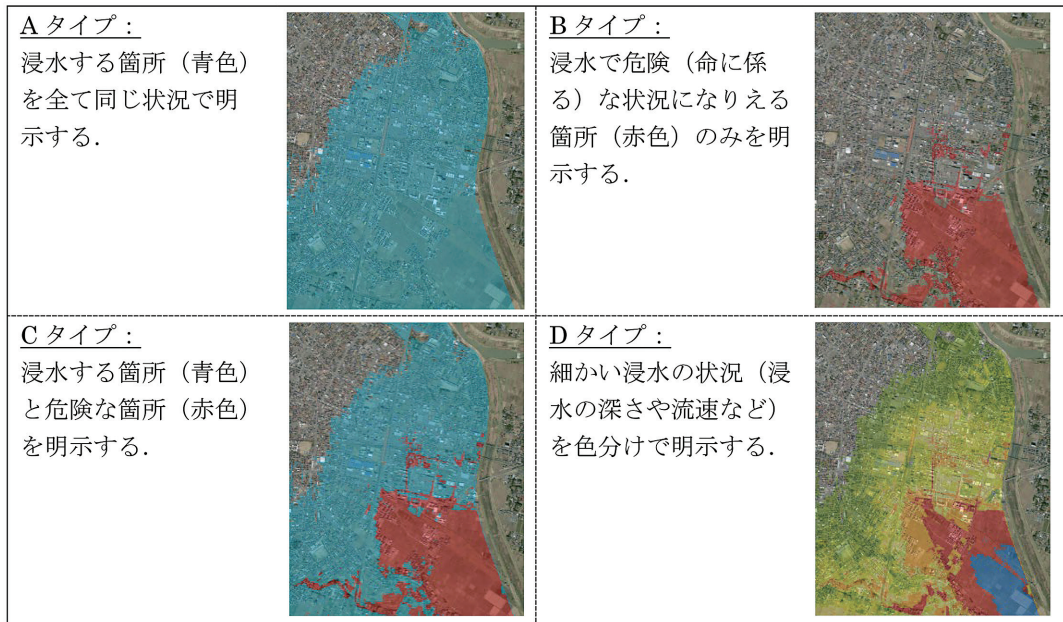 Aタイプ：
浸水する箇所（青色）
を全て同じ状況で明
示する．
Bタイプ：
浸水で危険（命に係
る）な状況になりえる
箇所（赤色）のみを明
示する．
Cタイプ：
浸水する箇所（青色）
と危険な箇所（赤色）
を明示する．
Dタイプ：
細かい浸水の状況（浸
水の深さや流速など）
を色分けで明示する．